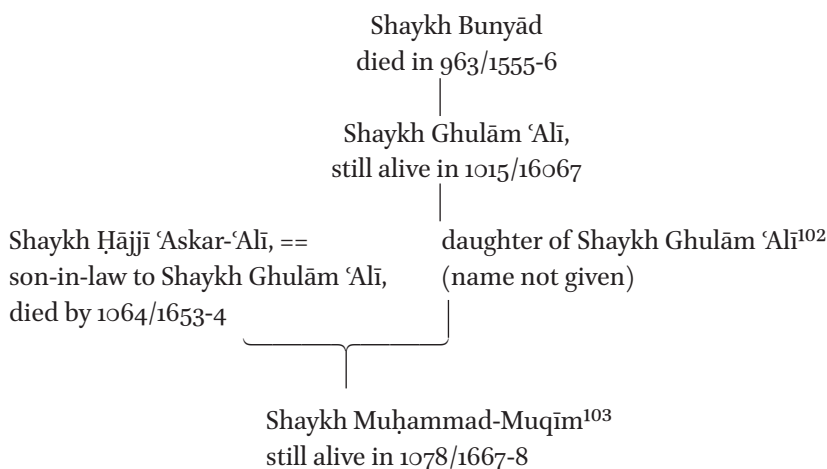 Shaykh Bunyād
died in 963/1555-6
Shaykh Ghulām ʿAlī,
still alive in 1015/16067
Shaykh Ḥājjī ʿAskar-ʿAlī, ==
son-in-law to Shaykh Ghulām ʿAlī,
died by 1064/1653-4
daughter of Shaykh Ghulām ʿAlī¹⁰²
(name not given)
Shaykh Muḥammad-Muqīm¹⁰³
still alive in 1078/1667-8